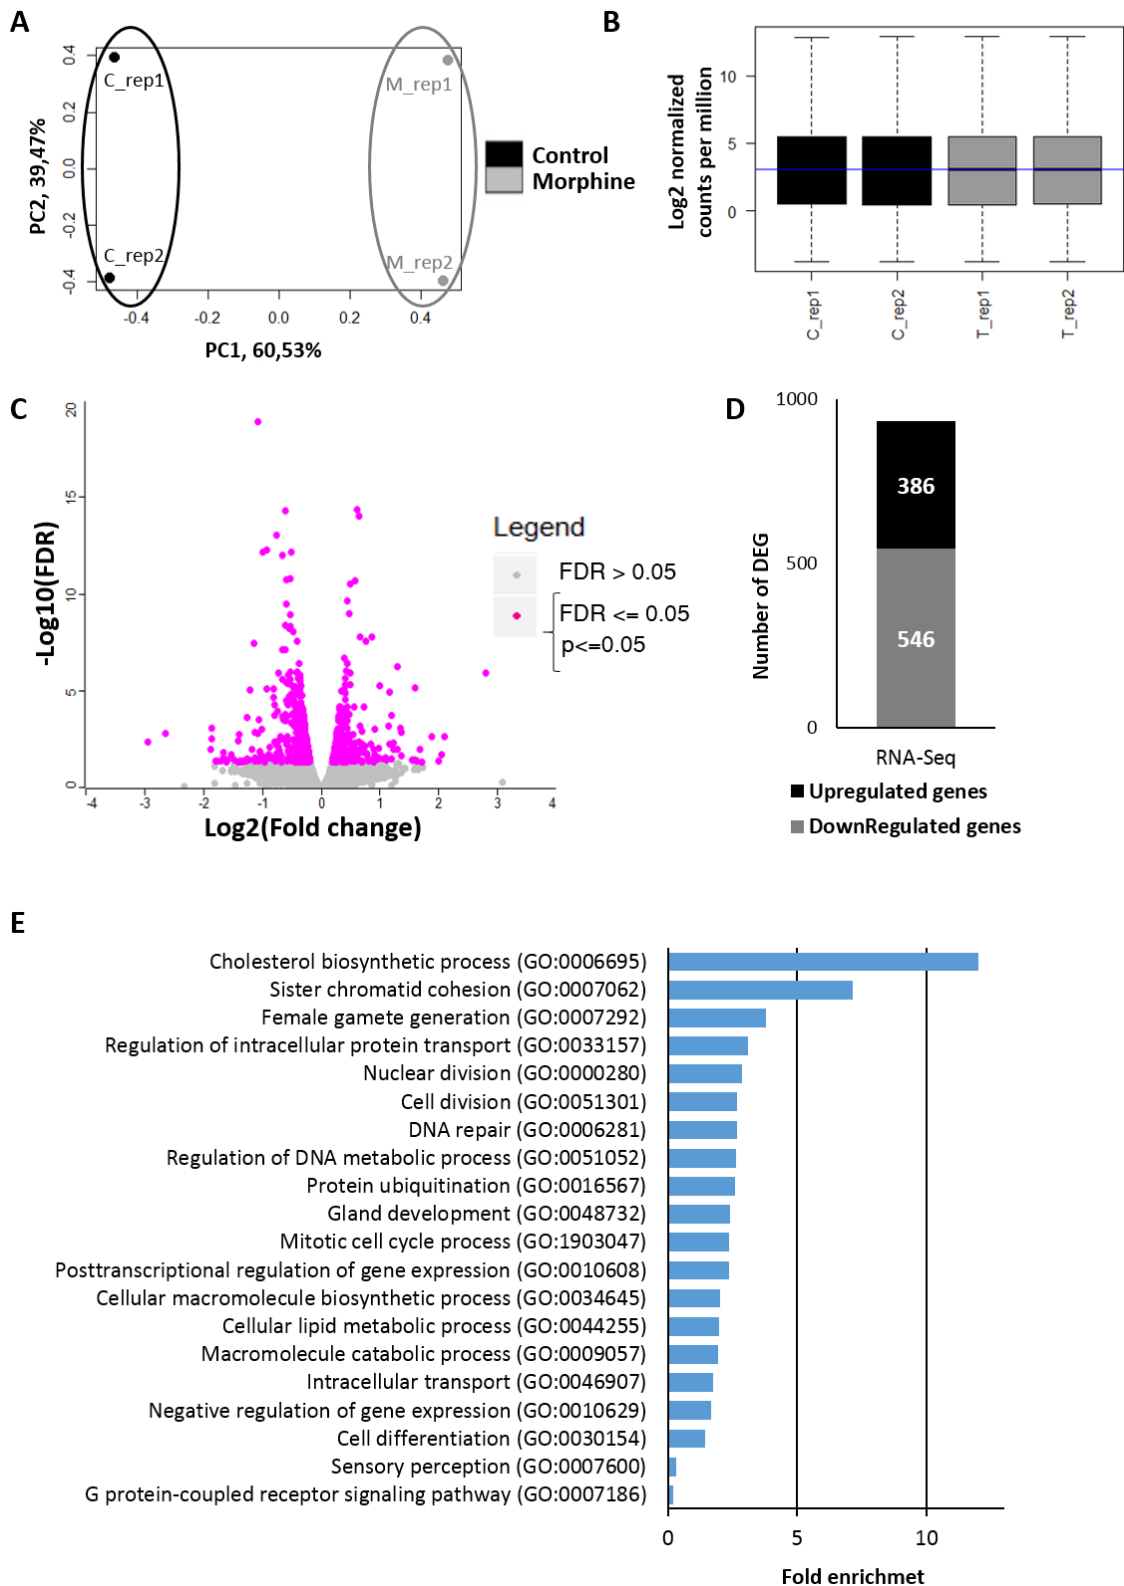 A
0.4
0.2
0.0
-0.2
-0.4
PC2, 39,47%
C_rep1
M_rep1
C_rep2
M_rep2
-0.4
-0.2
0.0
0.2
0.4
PC1, 60,53%
Control
Morphine
B
Log2 normalized
counts per million
10
5
0
C_rep1
C_rep2
T_rep1
T_rep2
C
-Log10(FDR)
20
15
10
5
0
-4
-3
-2
-1
0
1
2
3
4
Log2(Fold change)
Legend
FDR > 0.05
FDR <= 0.05
p<=0.05
D
Number of DEG
1000
500
0
386
546
RNA-Seq
Upregulated genes
DownRegulated genes
E
Cholesterol biosynthetic process (GO:0006695)
Sister chromatid cohesion (GO:0007062)
Female gamete generation (GO:0007292)
Regulation of intracellular protein transport (GO:0033157)
Nuclear division (GO:0000280)
Cell division (GO:0051301)
DNA repair (GO:0006281)
Regulation of DNA metabolic process (GO:0051052)
Protein ubiquitination (GO:0016567)
Gland development (GO:0048732)
Mitotic cell cycle process (GO:1903047)
Posttranscriptional regulation of gene expression (GO:0010608)
Cellular macromolecule biosynthetic process (GO:0034645)
Cellular lipid metabolic process (GO:0044255)
Macromolecule catabolic process (GO:0009057)
Intracellular transport (GO:0046907)
Negative regulation of gene expression (GO:0010629)
Cell differentiation (GO:0030154)
Sensory perception (GO:0007600)
G protein-coupled receptor signaling pathway (GO:0007186)
0
5
10
Fold enrichmet